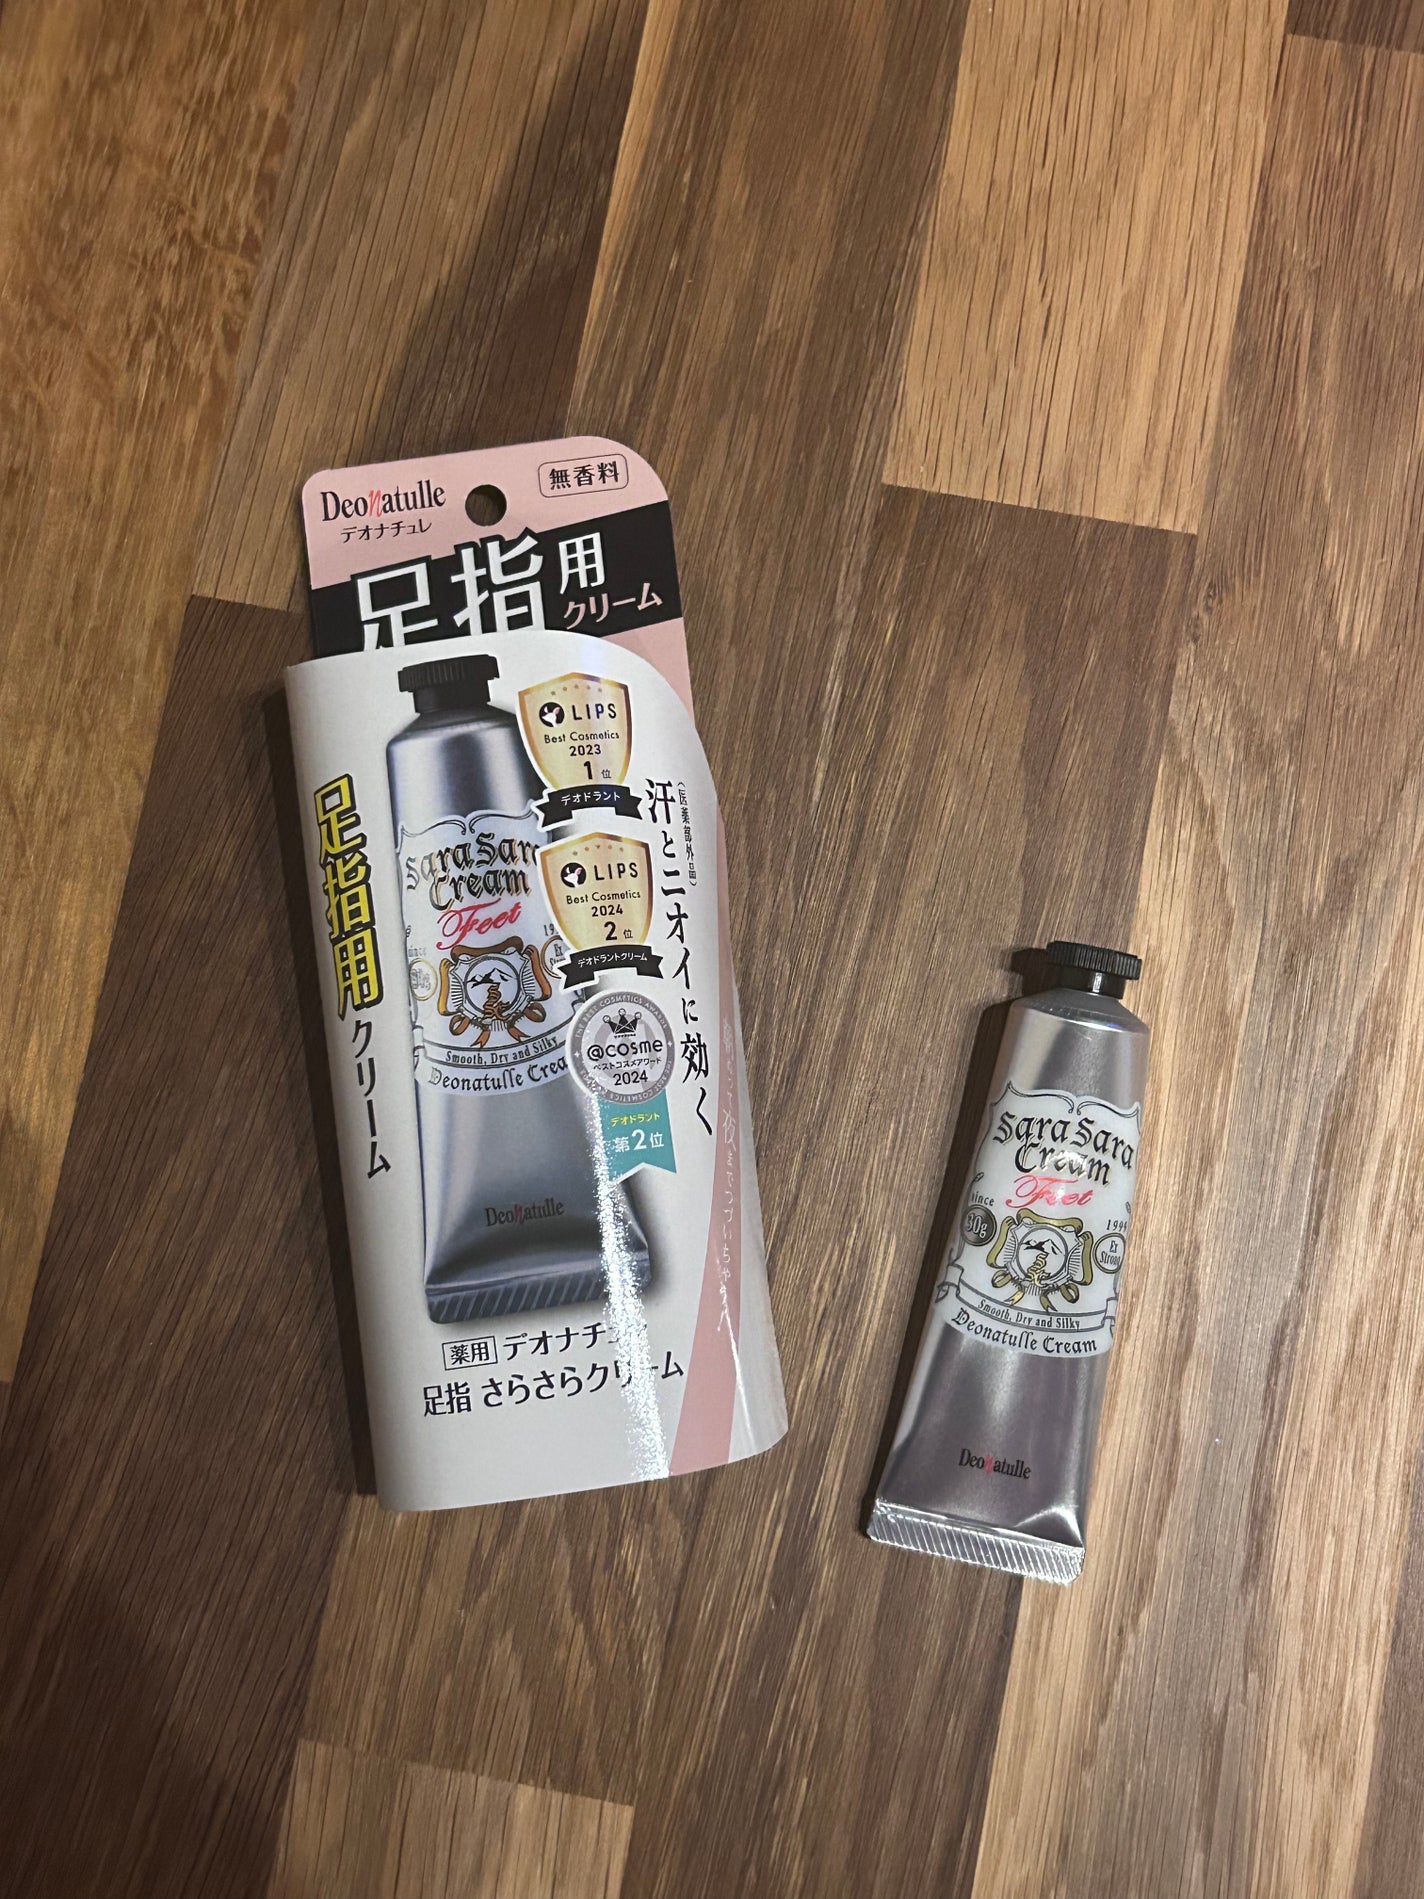 Deonatulle
デオナチュレ
無香料
足指用
クリーム
足指用クリーム
Sara Sara
Cream
Feet
Smooth, Dry and Silky
Deonatulle
LIPS
Best Cosmetics
2023
1位
デオドラント
LIPS
Best Cosmetics
2024
2位
デオドラントクリーム
@cosme
ベストコスメアワード
2024
デオドラント
第2位
(医薬部外品)
汗とニオイに効く
薬用
足指 さらさらクリーム
Sara Sara
Cream
Feet
since
1999
30g
Ex
Strong
Smooth, Dry and Silky
Deonatulle Cream
Deonatulle